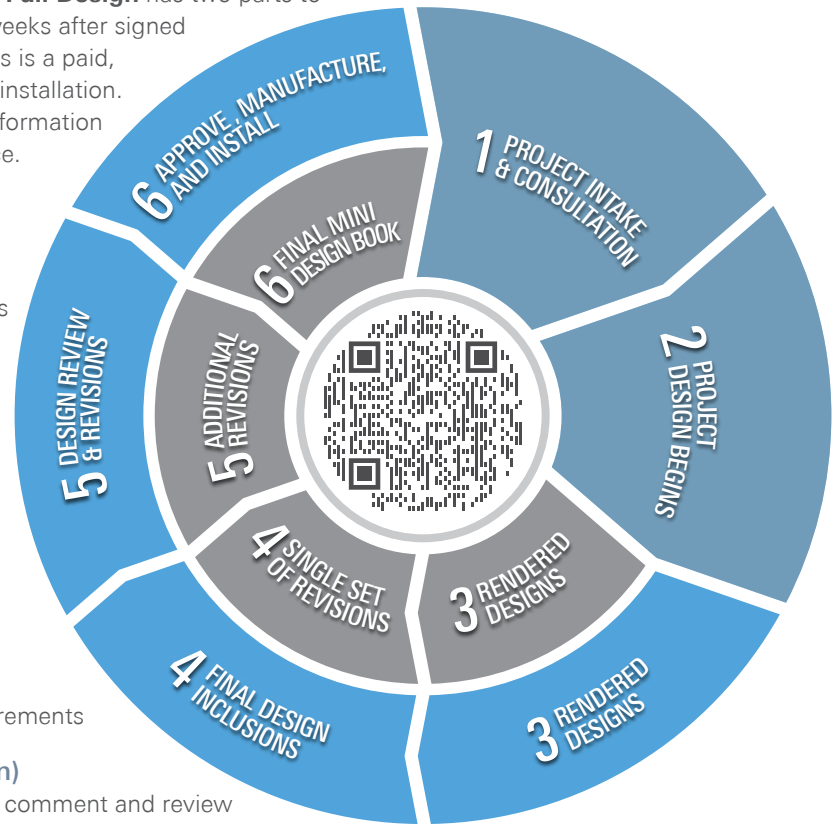 Full Design has two parts to
weeks after signed
s is a paid,
installation.
formation
ce.
s
rements
n)
comment and review
1 PROJECT INTAKE
& CONSULTATION
2 PROJECT
DESIGN BEGINS
3 RENDERED
DESIGNS
4 FINAL DESIGN
INCLUSIONS
5 DESIGN REVIEW
& REVISIONS
6 APPROVE, MANUFACTURE,
AND INSTALL
3 RENDERED
DESIGNS
4 SINGLE SET
OF REVISIONS
5 ADDITIONAL
REVISIONS
6 FINAL MINI
DESIGN BOOK